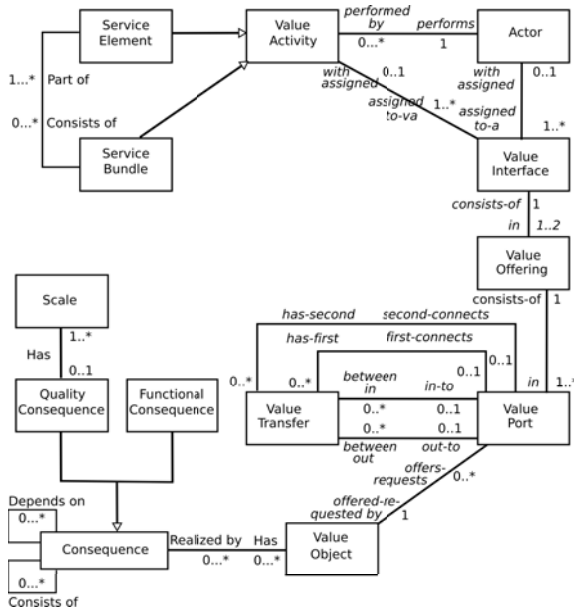 Service
Element
Value
Activity
performed
by
performs
0...*
1
Actor
1...*
Part of
0...*
Consists of
Service
Bundle
with
assigned
0..1
assigned
to-va
1..*
with
assigned
0..1
assigned
to-a
1..*
Value
Interface
consists-of
1
in
1..2
Value
Offering
consists-of
1
in
1..*
Scale
1..*
Has
0..1
Quality
Consequence
Functional
Consequence
has-second
second-connects
has-first
first-connects
0..*
0..*
0..1
0..1
between
in
in-to
0..*
0..1
Value
Transfer
Value
Port
0..*
0..1
between
out
out-to
offers-
requests
0..*
offered-re-
quested by
1
Depends on
0...*
Consequence
0...*
Consists of
Realized by
Has
0...*
0...*
Value
Object